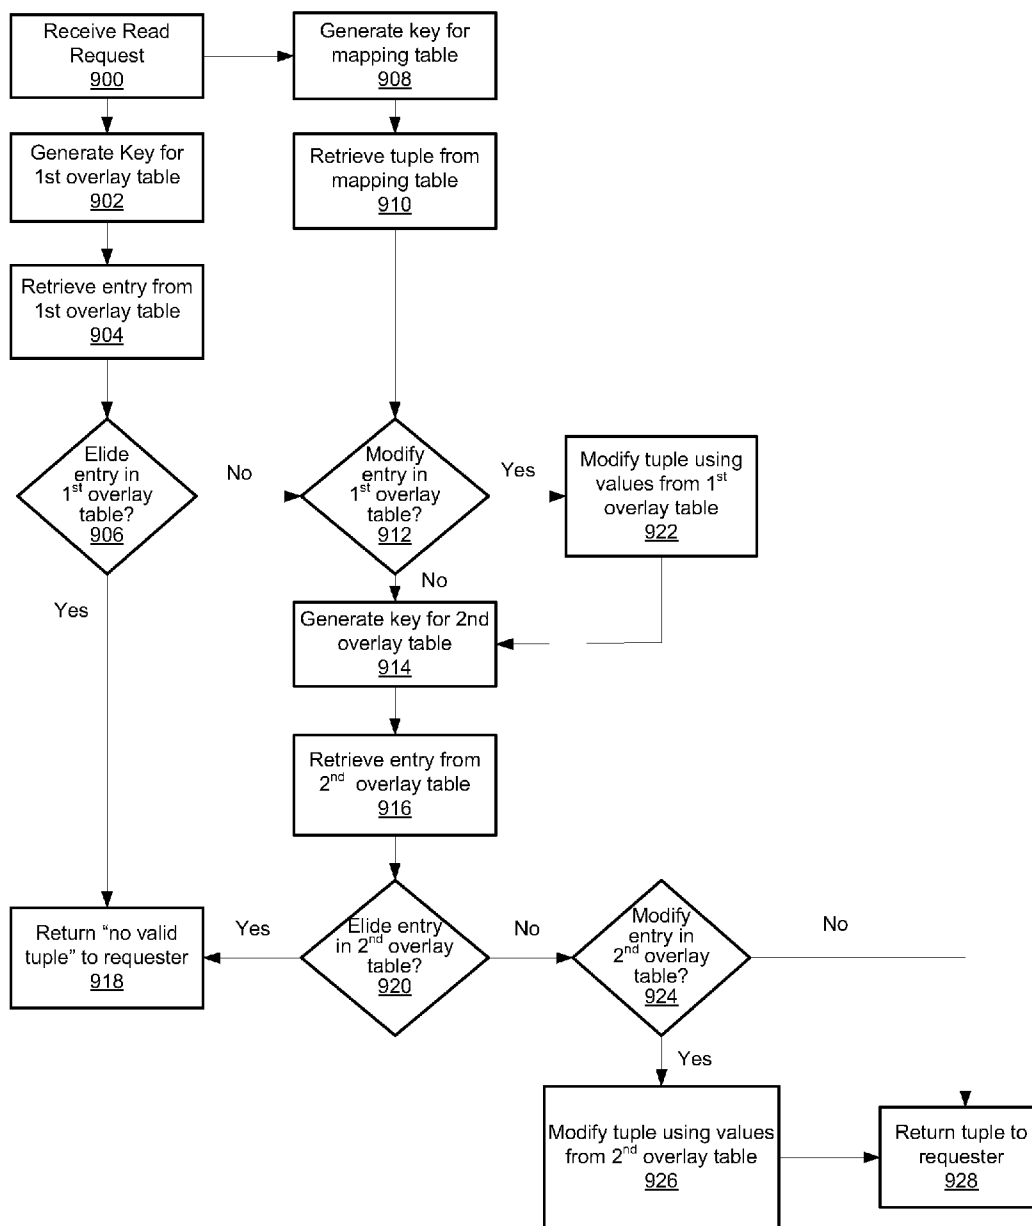 Receive Read
Request
900
Generate key for
mapping table
908
Generate Key for
1st overlay table
902
Retrieve tuple from
mapping table
910
Retrieve entry from
1st overlay table
904
Elide
entry in
1st overlay
table?
906
No
Modify
entry in
1st overlay
table?
912
Yes
Modify tuple using
values from 1st
overlay table
922
No
Yes
Generate key for 2nd
overlay table
914
Retrieve entry from
2nd overlay table
916
Return “no valid
tuple” to requester
918
Yes
Elide entry
in 2nd overlay
table?
920
No
Modify
entry in
2nd overlay
table?
924
No
Yes
Modify tuple using values
from 2nd overlay table
926
Return tuple to
requester
928